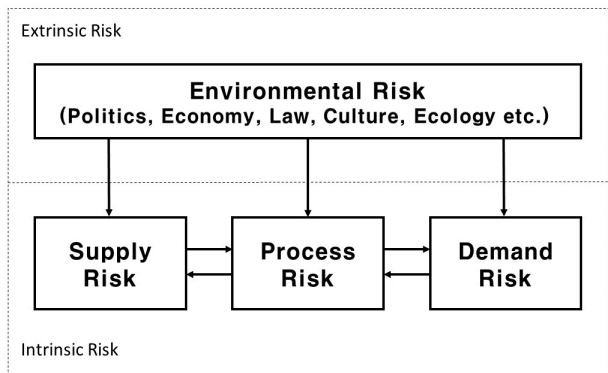 Extrinsic Risk
Environmental Risk
(Politics, Economy, Law, Culture, Ecology etc.)
Supply
Risk
Process
Risk
Demand
Risk
Intrinsic Risk